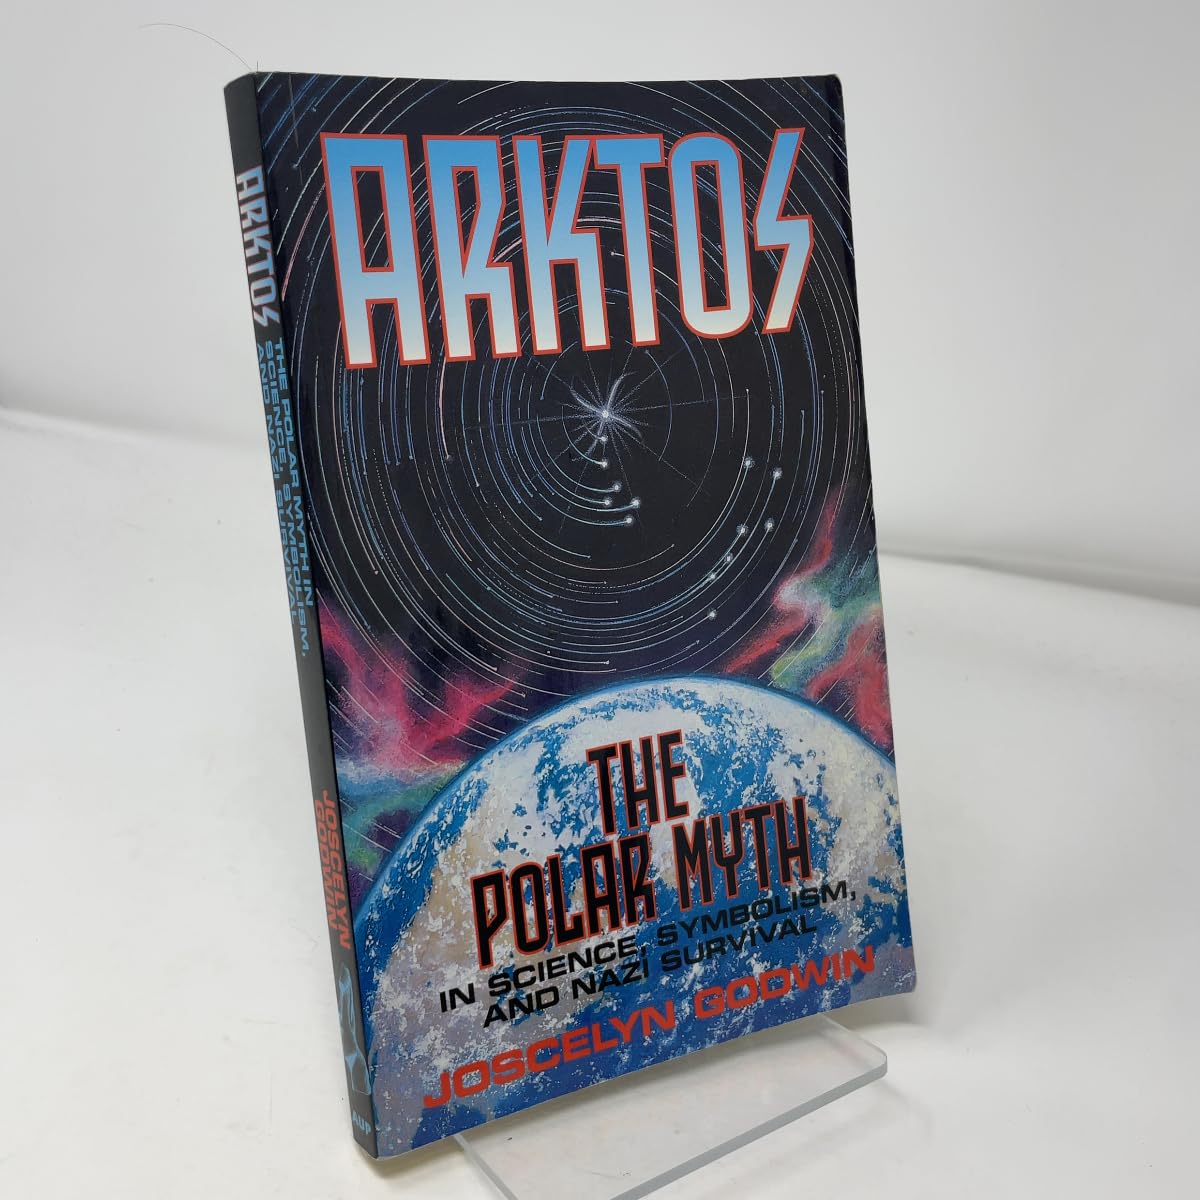 ARKTOS
THE
POLAR MYTH
IN SCIENCE, SYMBOLISM,
AND NAZI SURVIVAL
JOSCELYN GODWIN
ARKTOS
THE POLAR MYTH IN
SCIENCE, SYMBOLISM,
AND NAZI SURVIVAL
JOSCELYN
GODWIN
AUP